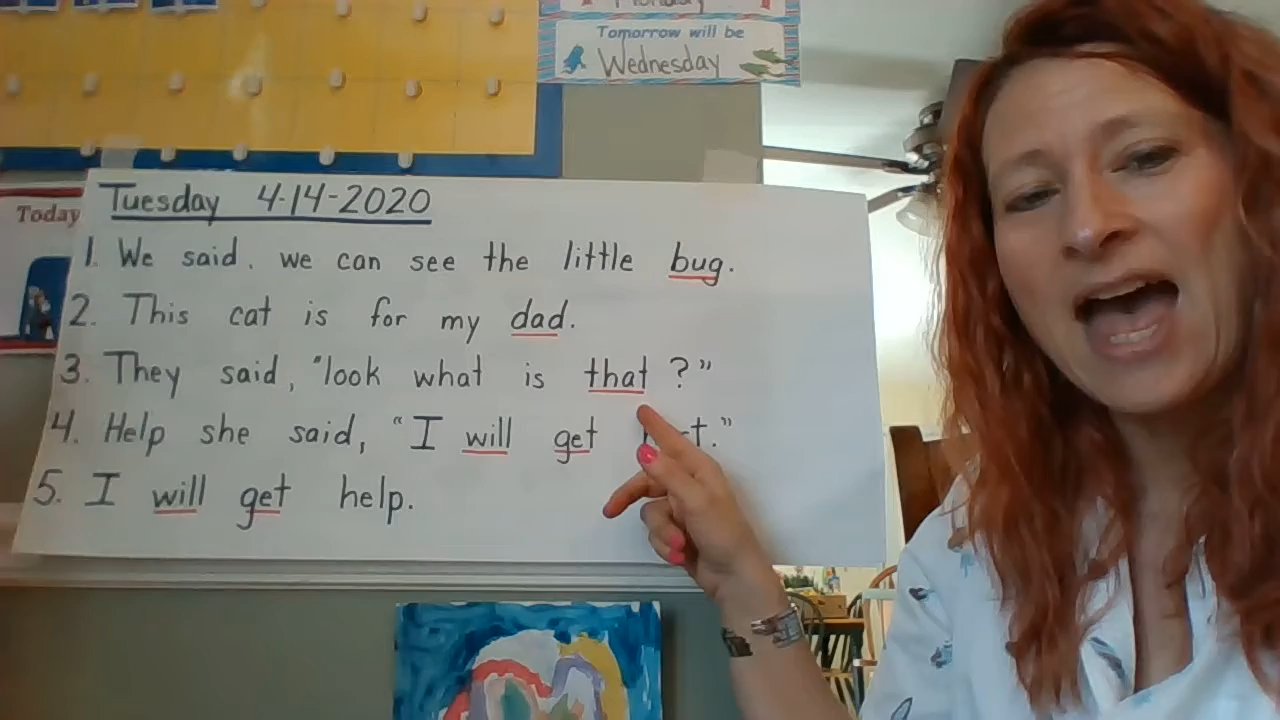 Monday
Tomorrow will be
Wednesday
Today
Tuesday 4-14-2020
1. We said. we can see the little bug.
2. This cat is for my dad.
3. They said, "look what is that?"
4. Help she said, "I will get
5. I will get help.